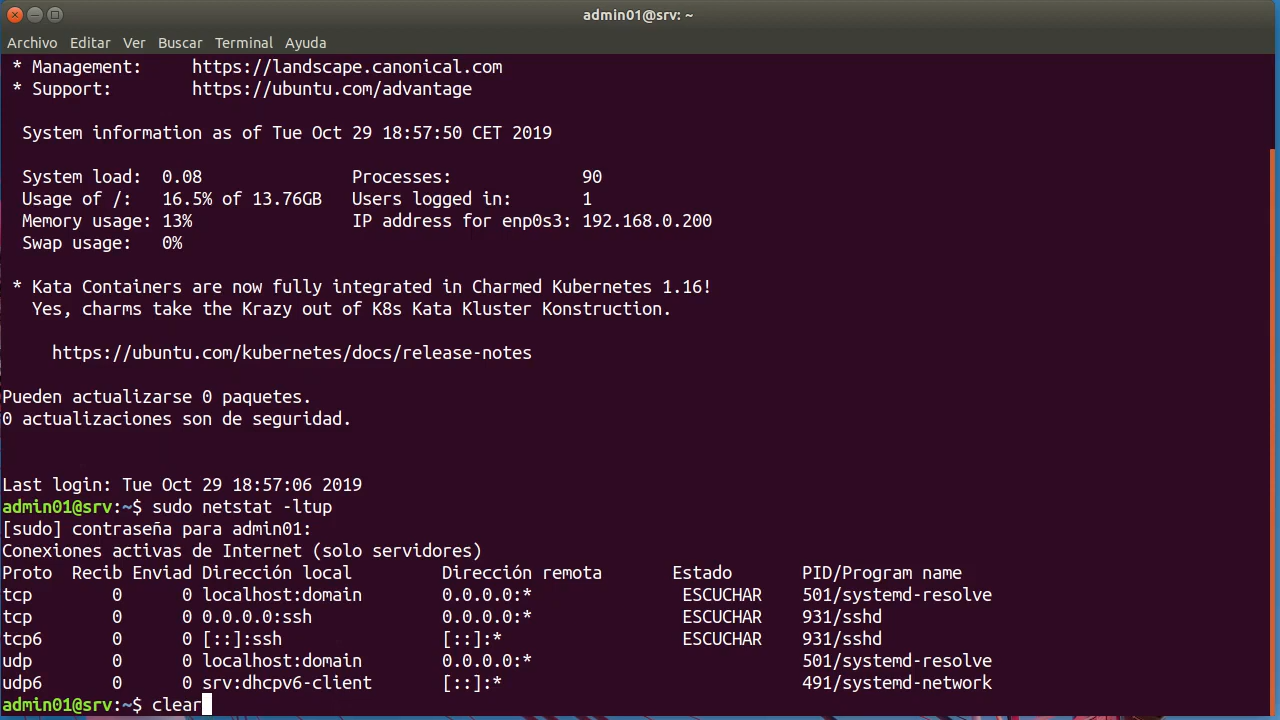 admin01@srv: ~
Archivo Editar Ver Buscar Terminal Ayuda
* Management: https://landscape.canonical.com
* Support: https://ubuntu.com/advantage
System information as of Tue Oct 29 18:57:50 CET 2019
System load: 0.08 Processes: 90
Usage of /: 16.5% of 13.76GB Users logged in: 1
Memory usage: 13% IP address for enp0s3: 192.168.0.200
Swap usage: 0%
* Kata Containers are now fully integrated in Charmed Kubernetes 1.16!
Yes, charms take the Krazy out of K8s Kata Kluster Konstruction.
https://ubuntu.com/kubernetes/docs/release-notes
Pueden actualizarse 0 paquetes.
0 actualizaciones son de seguridad.
Last login: Tue Oct 29 18:57:06 2019
admin01@srv:~$ sudo netstat -ltup
[sudo] contraseña para admin01:
Conexiones activas de Internet (solo servidores)
Proto Recib Enviad Dirección local Dirección remota Estado PID/Program name
tcp 0 0 localhost:domain 0.0.0.0:* ESCUCHAR 501/systemd-resolve
tcp 0 0 0.0.0.0:ssh 0.0.0.0:* ESCUCHAR 931/sshd
tcp6 0 0 [::]:ssh [::]:* ESCUCHAR 931/sshd
udp 0 0 localhost:domain 0.0.0.0:* 501/systemd-resolve
udp6 0 0 srv:dhcpv6-client [::]:* 491/systemd-network
admin01@srv:~$ clear